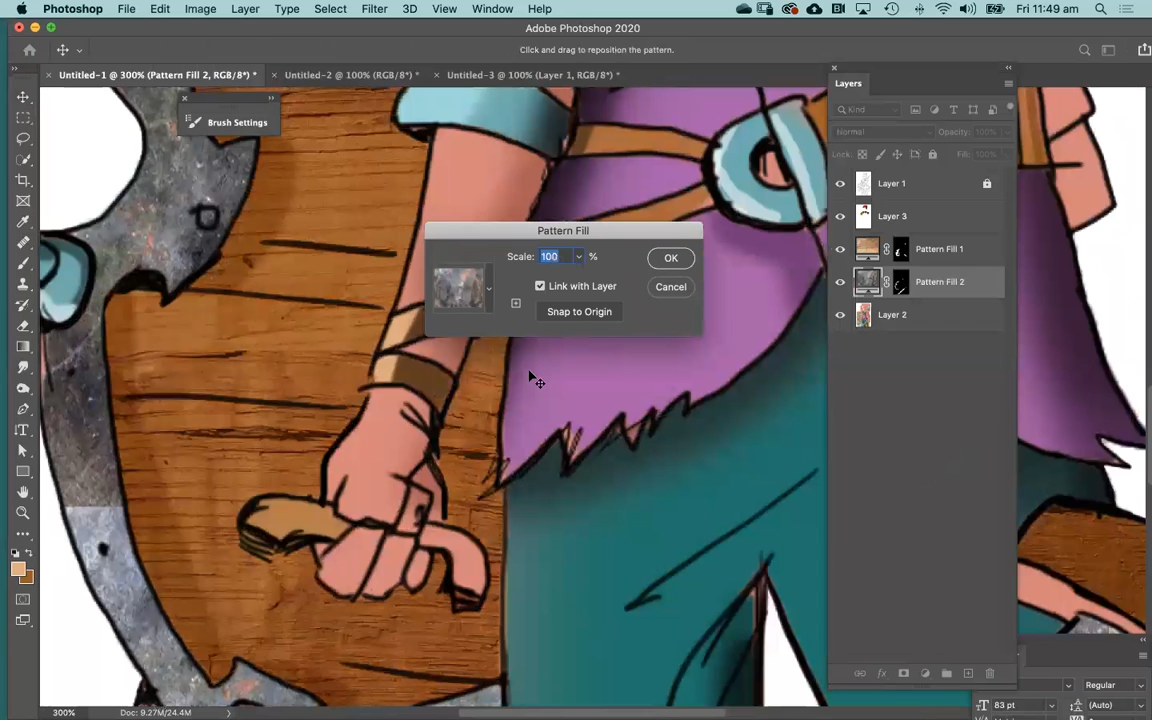 Photoshop File Edit Image Layer Type Select Filter 3D View Window Help Fri 11:49 am
Adobe Photoshop 2020
Click and drag to reposition the pattern.
Untitled-1 @ 300% (Pattern Fill 2, RGB/8*) * Untitled-2 @ 100% (RGB/8*) * Untitled-3 @ 100% (Layer 1, RGB/8*) *
Brush Settings
Layers
Kind
Normal Opacity: 100%
Lock: Fill: 100%
Layer 1
Layer 3
Pattern Fill 1
Pattern Fill 2
Layer 2
Pattern Fill
Scale: 100 %
OK
Link with Layer
Cancel
Snap to Origin
Regular
83 pt (Auto)
300% Doc: 9.27M/24.4M